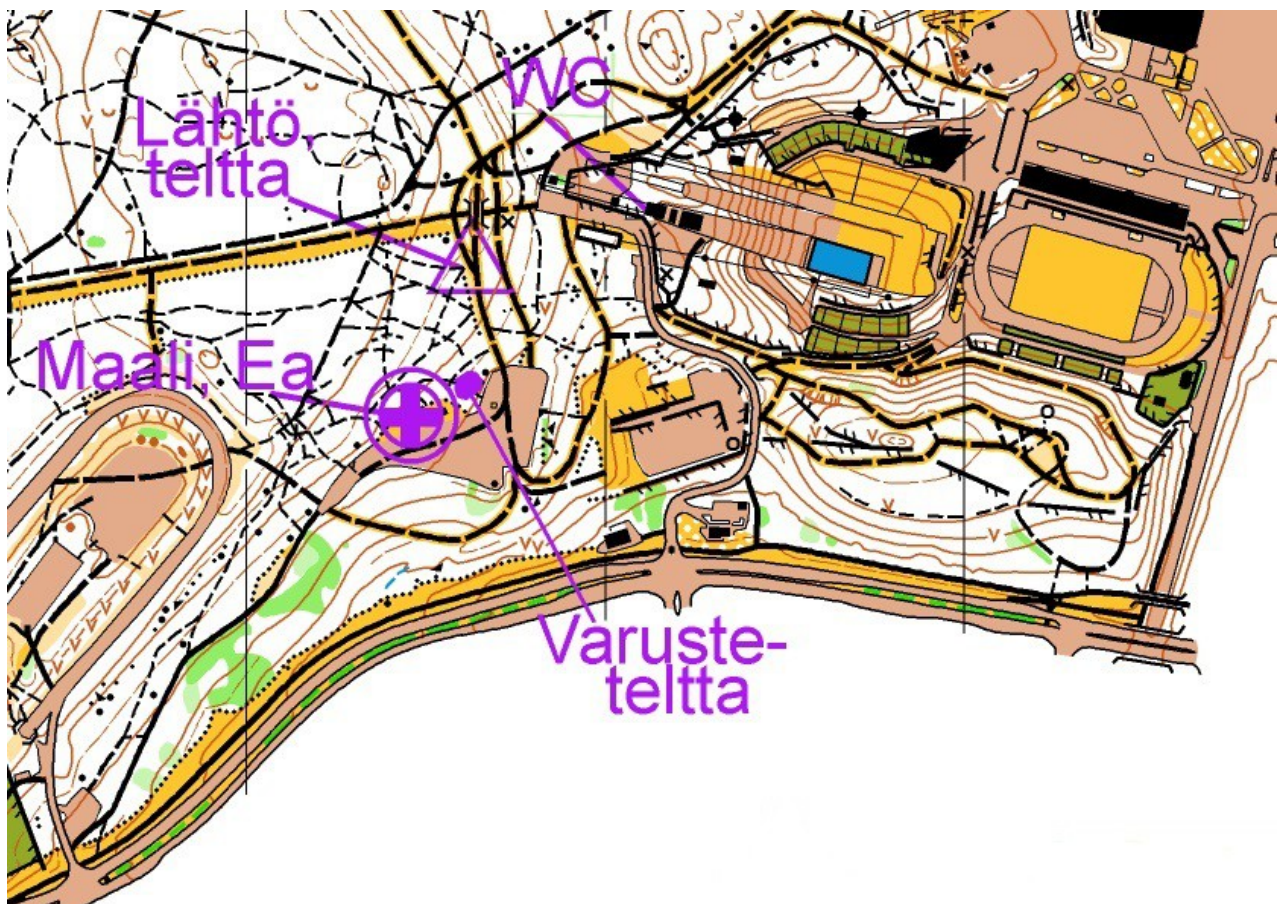 WC
Lähtö,
teltta
Maali, Ea
Varuste-
teltta